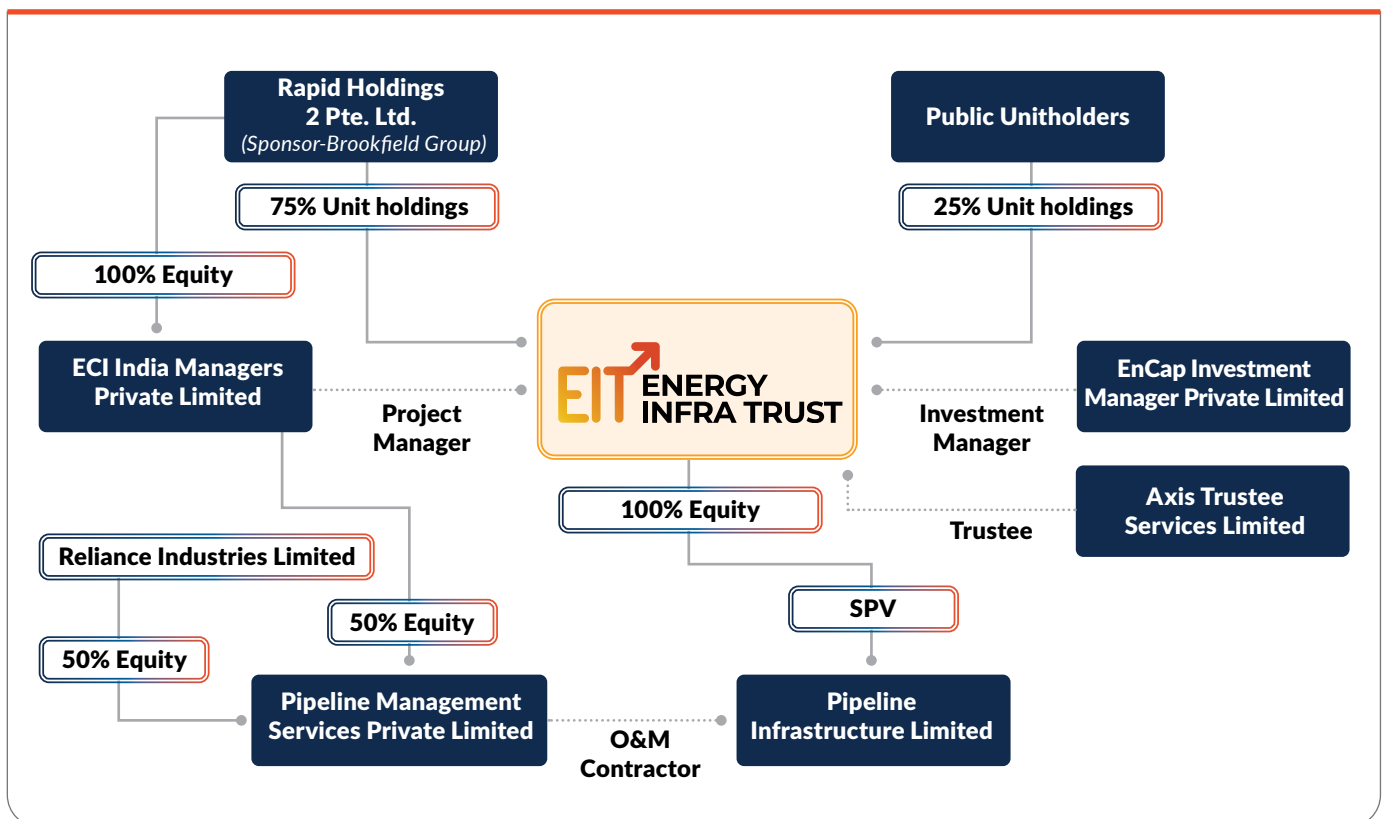 Rapid Holdings
2 Pte. Ltd.
(Sponsor-Brookfield Group)
Public Unitholders
75% Unit holdings
25% Unit holdings
100% Equity
ECI India Managers
Private Limited
EIT ENERGY
INFRA TRUST
EnCap Investment
Manager Private Limited
Project
Manager
Investment
Manager
100% Equity
Axis Trustee
Services Limited
Trustee
Reliance Industries Limited
50% Equity
SPV
50% Equity
Pipeline Management
Services Private Limited
Pipeline
Infrastructure Limited
O&M
Contractor